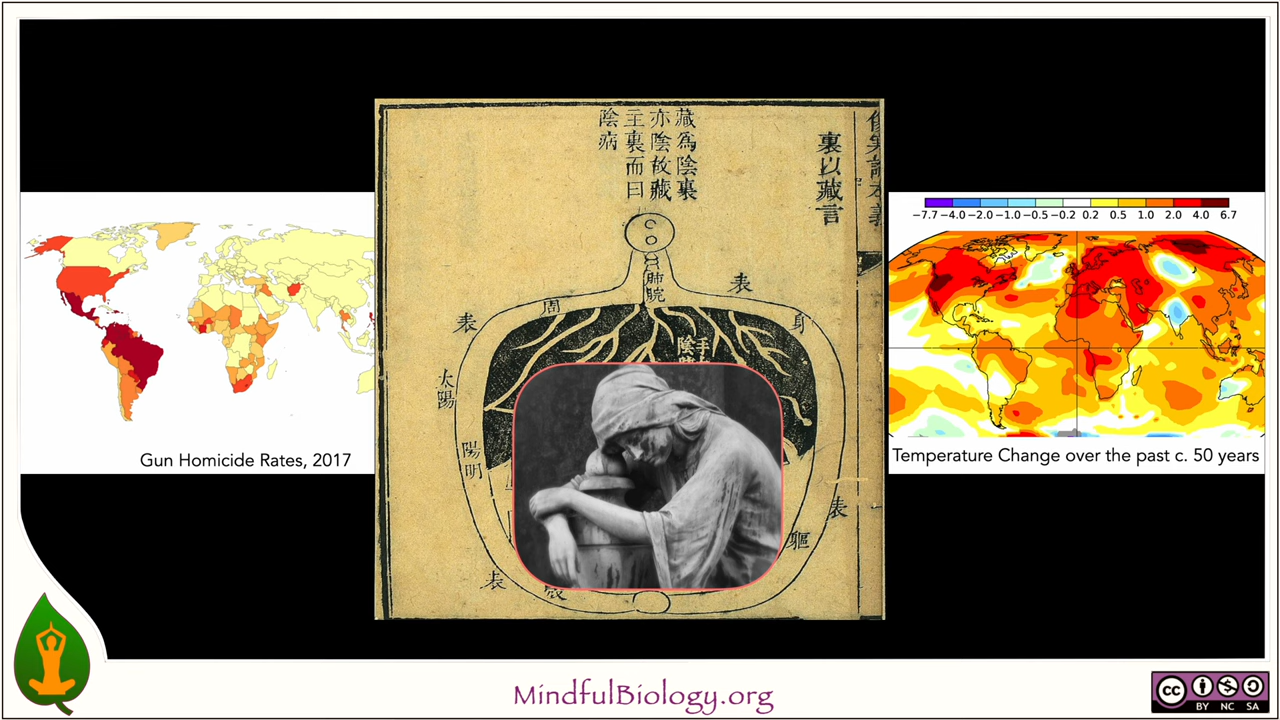 裏以藏言
藏為陰裏
亦陰故藏
主裏而曰
陰病
肺脘
表
周
身
表
太陽
陽明
表
軀
表
Gun Homicide Rates, 2017
−7.7 −4.0 −2.0 −1.0 −0.5 −0.2 0.2 0.5 1.0 2.0 4.0 6.7
Temperature Change over the past c. 50 years
MindfulBiology.org
cc
BY NC SA